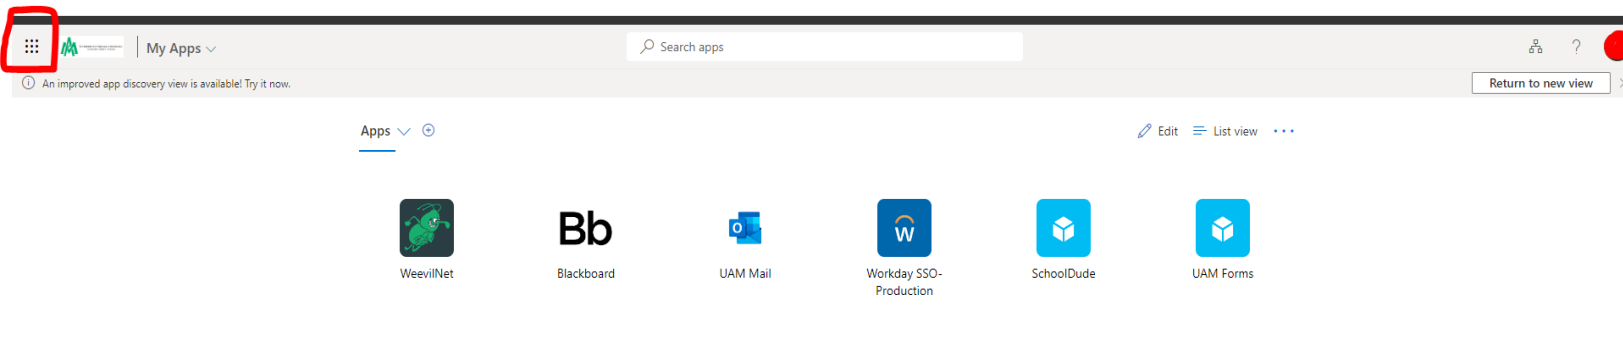 My Apps
Search apps
?
An improved app discovery view is available! Try it now.
Return to new view
Apps
Edit
List view
WeevilNet
Bb
Blackboard
UAM Mail
Workday SSO-
Production
SchoolDude
UAM Forms